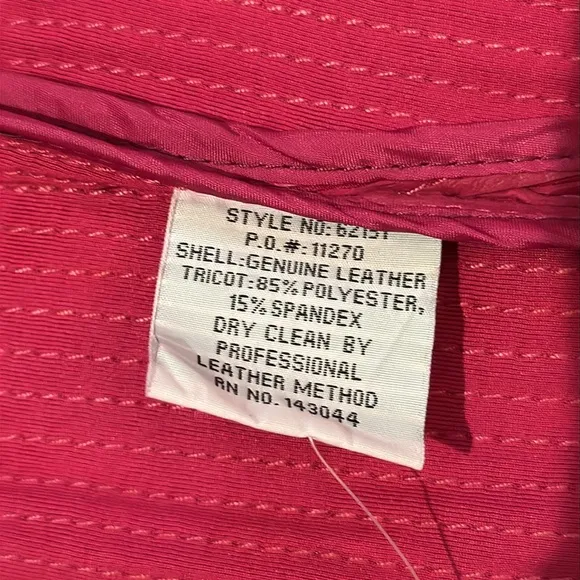 STYLE NO: 62151
P.O.#: 11270
SHELL:GENUINE LEATHER
TRICOT:85% POLYESTER,
15% SPANDEX
DRY CLEAN BY
PROFESSIONAL
LEATHER METHOD
RN NO. 143044